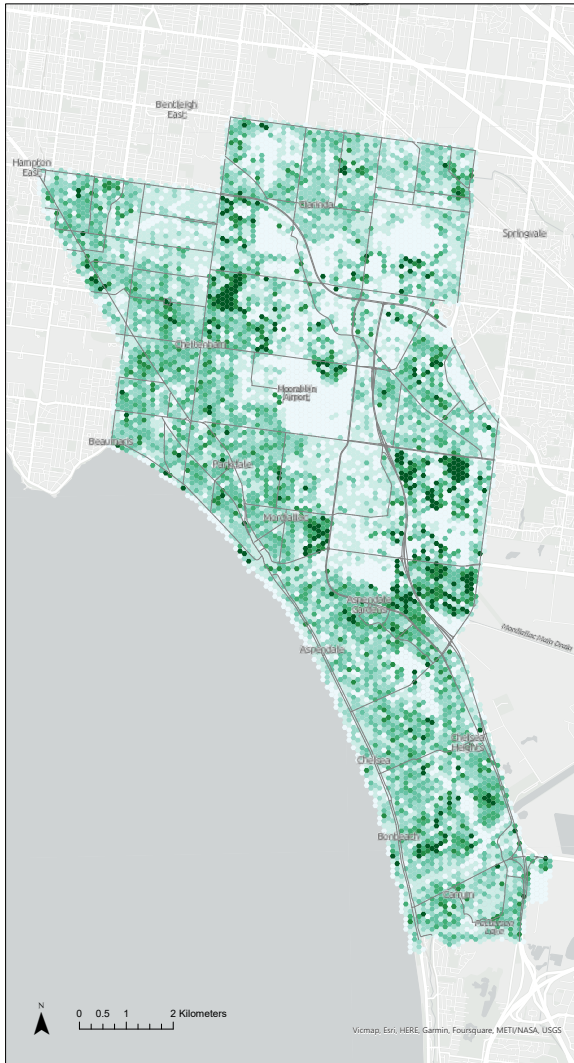 Bentleigh
East
Hampton
East
Clarinda
Springvale
Cheltenham
Moorabbin
Airport
Beaumaris
Parkdale
Mordialloc
Aspendale
Gardens
Mordialloc Main Drain
Aspendale
Chelsea
Heights
Chelsea
Bonbeach
Carrum
Patterson
Lakes
N
0 0.5 1 2 Kilometers
Vicmap, Esri, HERE, Garmin, Foursquare, METI/NASA, USGS